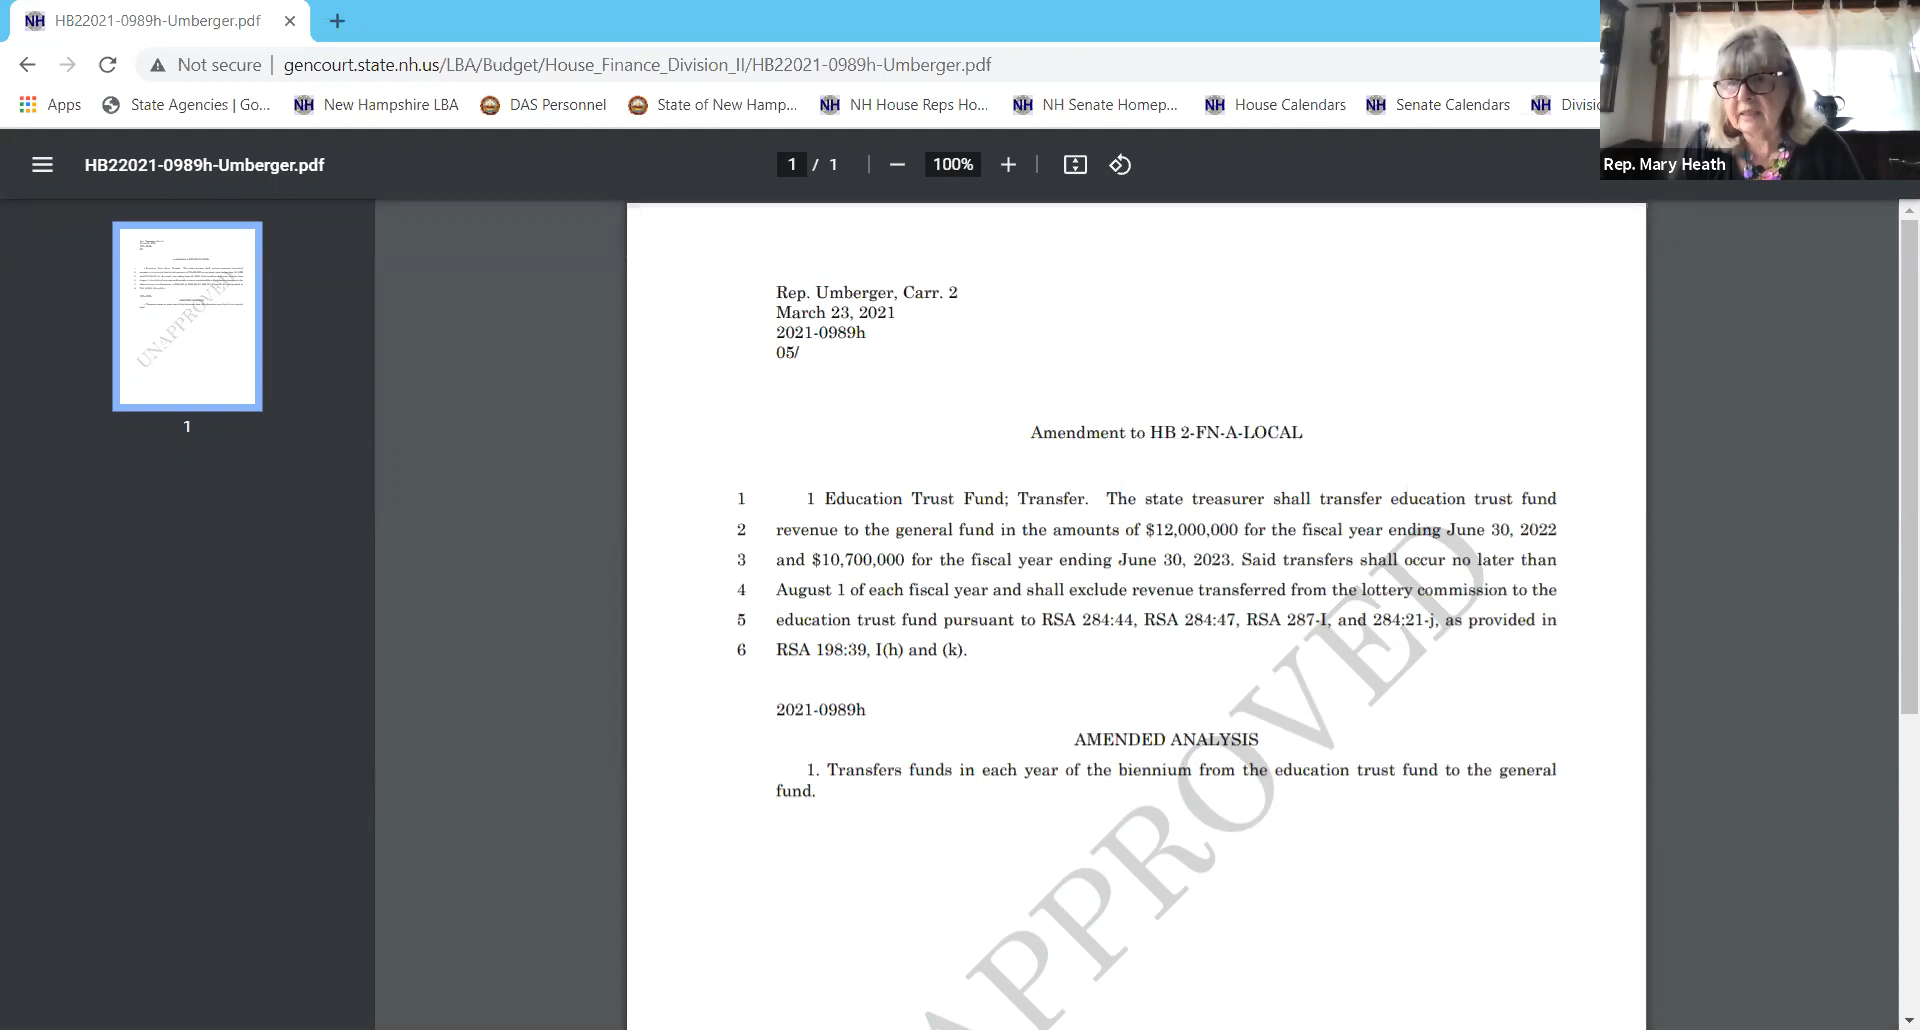 NH HB22021-0989h-Umberger.pdf
Not secure gencourt.state.nh.us/LBA/Budget/House_Finance_Division_II/HB22021-0989h-Umberger.pdf
Apps State Agencies | Go... NH New Hampshire LBA DAS Personnel State of New Hamp... NH NH House Reps Ho... NH NH Senate Homep... NH House Calendars NH Senate Calendars NH Divisi
HB22021-0989h-Umberger.pdf 1 / 1 100%
Rep. Mary Heath
UNAPPROVED
1
Rep. Umberger, Carr. 2
March 23, 2021
2021-0989h
05/
Amendment to HB 2-FN-A-LOCAL
1 1 Education Trust Fund; Transfer. The state treasurer shall transfer education trust fund
2 revenue to the general fund in the amounts of $12,000,000 for the fiscal year ending June 30, 2022
3 and $10,700,000 for the fiscal year ending June 30, 2023. Said transfers shall occur no later than
4 August 1 of each fiscal year and shall exclude revenue transferred from the lottery commission to the
5 education trust fund pursuant to RSA 284:44, RSA 284:47, RSA 287-I, and 284:21-j, as provided in
6 RSA 198:39, I(h) and (k).
2021-0989h
AMENDED ANALYSIS
1. Transfers funds in each year of the biennium from the education trust fund to the general
fund.
APPROVED